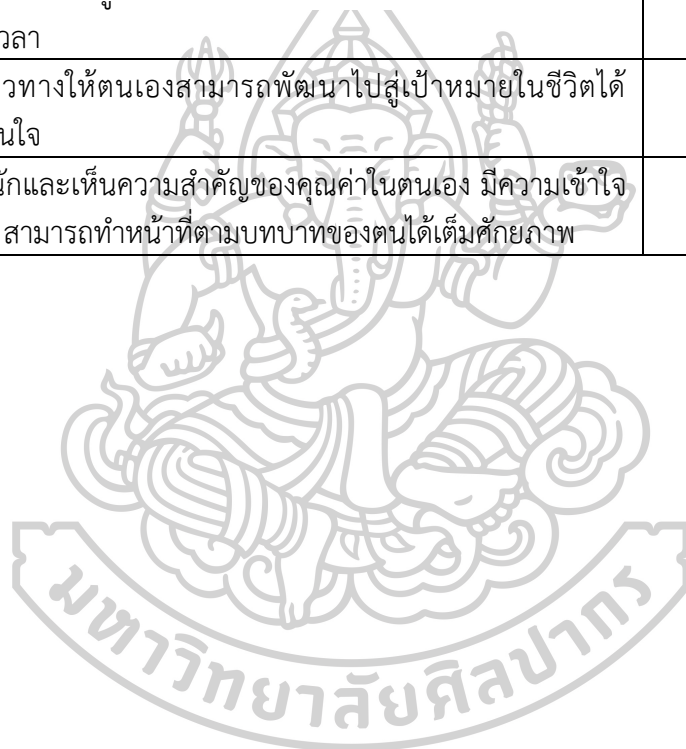 วลา
วทางให้ตนเองสามารถพัฒนาไปสู่เป้าหมายในชีวิตได้
นใจ
นักและเห็นความสำคัญของคุณค่าในตนเอง มีความเข้าใจ
สามารถทำหน้าที่ตามบทบาทของตนได้เต็มศักยภาพ
มหาวิทยาลัยศิลปากร